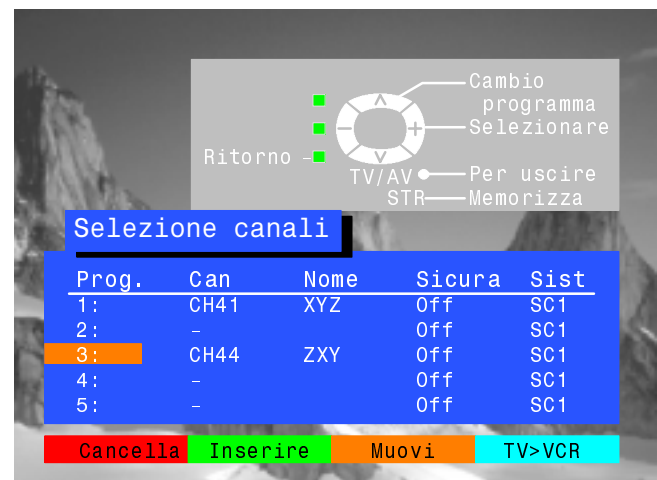 Cambio
programma
Selezionare
Ritorno
TV/AV Per uscire
STR Memorizza
Selezione canali
Prog. Can Nome Sicura Sist
1: CH41 XYZ Off SC1
2: – Off SC1
3: CH44 ZXY Off SC1
4: – Off SC1
5: – Off SC1
Cancella Inserire Muovi TV>VCR